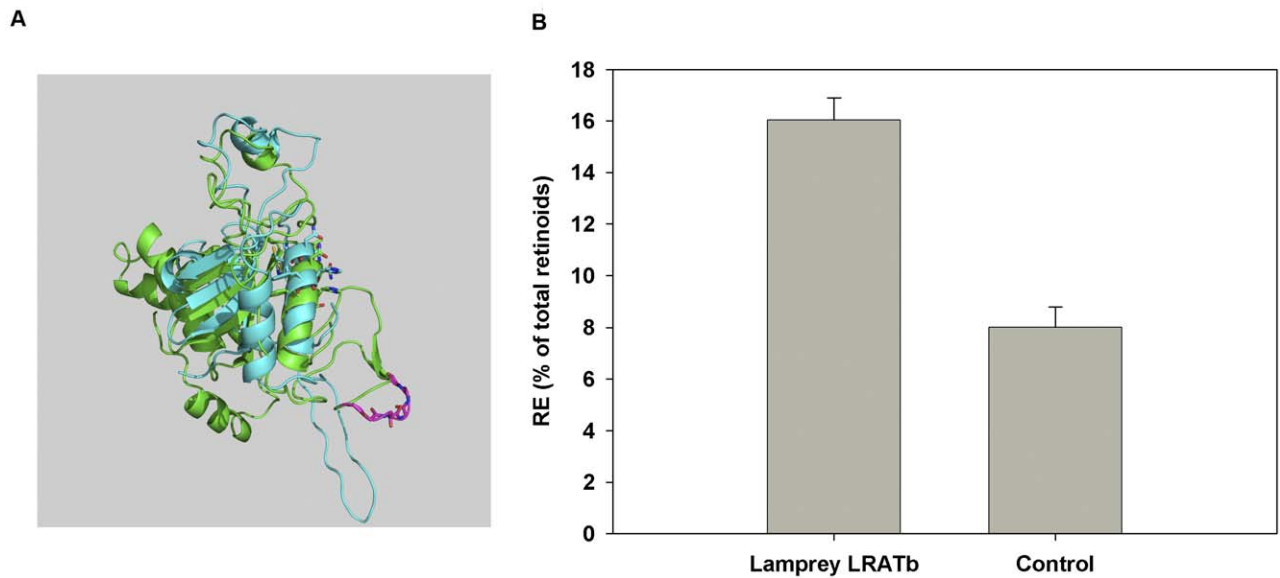 A
B
RE (% of total retinoids)
18
16
14
12
10
8
6
4
2
0
Lamprey LRATb
Control